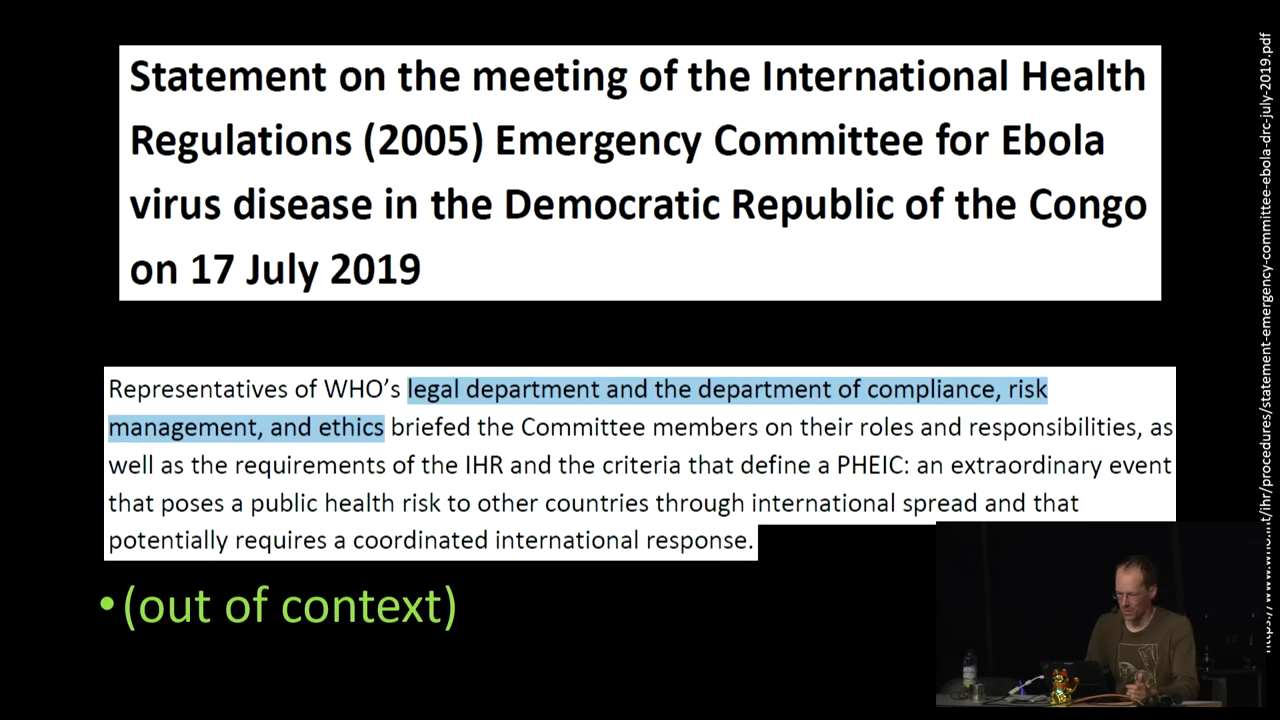 Statement on the meeting of the International Health
Regulations (2005) Emergency Committee for Ebola
virus disease in the Democratic Republic of the Congo
on 17 July 2019
Representatives of WHO’s legal department and the department of compliance, risk
management, and ethics briefed the Committee members on their roles and responsibilities, as
well as the requirements of the IHR and the criteria that define a PHEIC: an extraordinary event
that poses a public health risk to other countries through international spread and that
potentially requires a coordinated international response.
•(out of context)
https://www.who.int/ihr/procedures/statement-emergency-committee-ebola-drc-july-2019.pdf